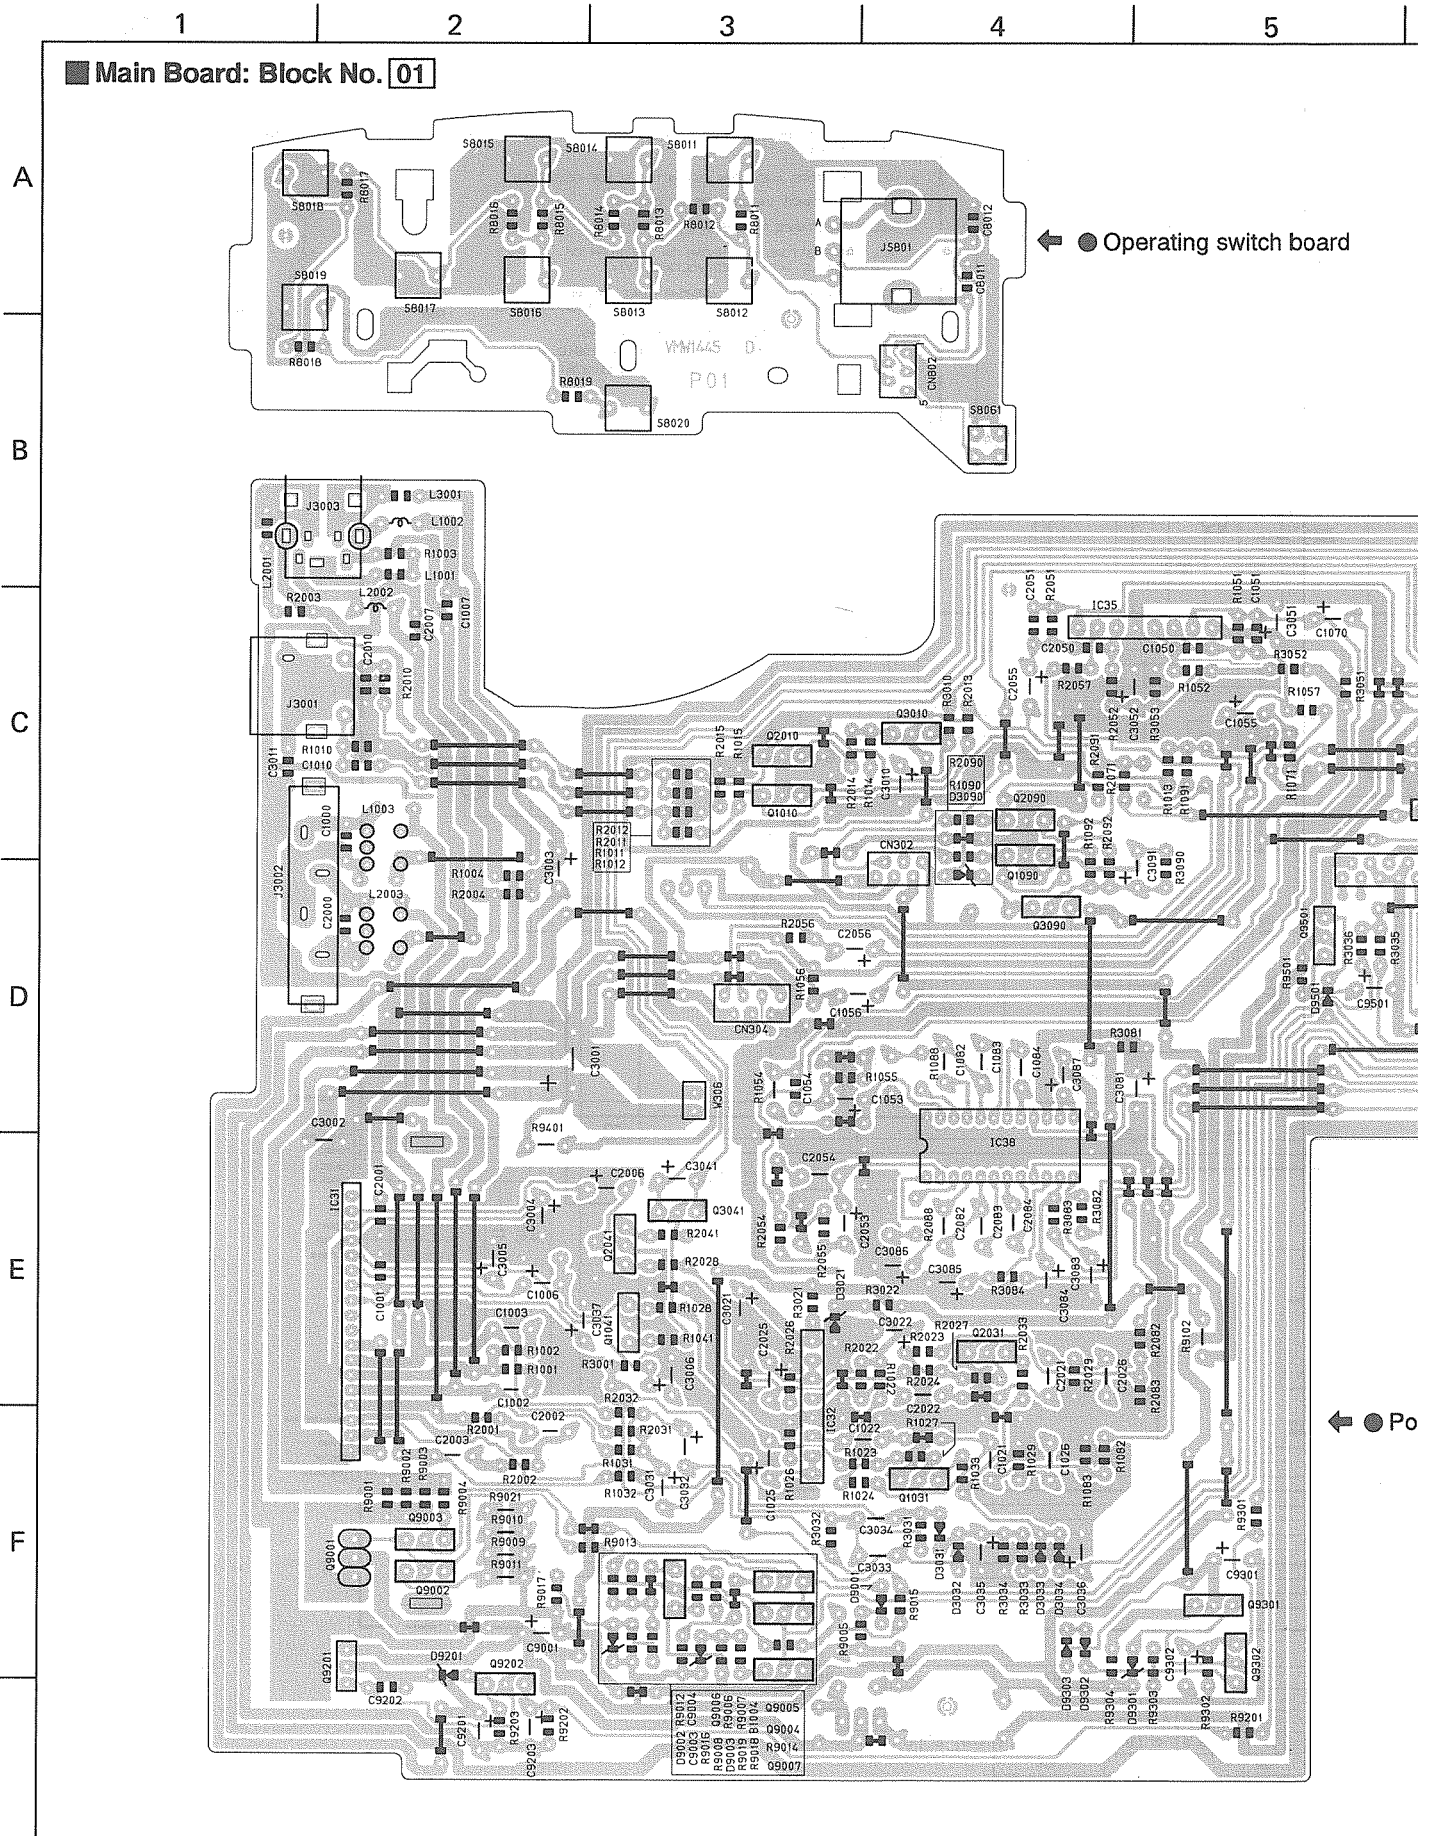 1 2 3 4 5
Main Board: Block No. 01
A
S8015 S8014 S8011
S8018 R8017
R8016 R8015 R8014 R8013 R8012 R8011
A
B
JS801
C8012
C8011
Operating switch board
S8019 S8017 S8016 S8013 S8012
R8018
VMW1445 D
P01
R8019
S8020
CN802
5
S8061
B
J3003 L3001
L1002
R1003
L1001
L2001
R2003 L2002
C2007 C1007
C2010 R2010
J3001
C
R1010
C1010
C3011
C1000 L1003
J3002
C2000 L2003
R1004
R2004
C3003
R2012
R2011
R1011
R1012
R2015 R1015
Q2010
Q1010
R2014 R1014 C3010
Q3010
R3010 R2013
R2090
R1090
D3090
Q2090
Q1090
Q3090
CN302
C2051 R2051
IC35
R1051 C1051
C3051
C1070
C2050 C1050
R3052
C2055
R2057
R2052 C3052 R3053
R1052
R1057
R3051
C1055
R2091 R2071
R1013 R1091
R1071
R1092 R2092
C3091 R3090
D
R2056
C2056
R1056
C1056
CN304
Q9501
R3036 R3035
R9501
D9501
C9501
R3081
C3001
W306
R1054 C1054
R1055
C1053
R1088 C1082 C1083 C1084 C3087
C3081
IC38
C3002
R9401
E
IC31
C2001
C1001
C3004
C2006
C3041
Q3041
C3005
C1006
Q2041
R2041
R2028
C2054
R2054
R2055
C2053
R2088 C2082 C2083 C2084 R3083 R3082
C3086
C3085
R3084
C3084 C3083
C1003
R1002
R1001
C1002
C3037 Q1041
R1028
R1041
R3001
C3006
C3021
C2025 R2026
R3021 D3021
R3022
C3022
R2023
R2022
R1022
R2024
C2022
R2027 Q2031
R2033
C2021 R2029 C2026
R2082
R2083
R9102
F
R2001
C2003
C2002
R2002
R2032
R2031
R1031
R1032
C3031 C3032
C1025 R1026
IC32
C1022
R1027
R1023
R1024
Q1031
R1033
C1021 R1029 C1026
R1083 R1082
Po
R9001 R9002 R9003 R9004
R9021
R9010
R9009
R9011
Q9001
Q9003
Q9002
R9013
R9017
C9001
R3032
C3034
C3033
R3031 D3031
D3032 C3035 R3034 R3033 D3033 D3034 C3036
D9001
R9015
R9005
R9301
C9301
Q9301
Q9302
D9303 D9302 R9304 D9301 R9303 C9302 R9302
R9201
Q9201
D9201
Q9202
C9202
C9201 R9203 C9203 R9202
D9002 R9012
C9003 C9004
R9016
R9008 Q9006
D9003 R9006
R9019 R9007
R9018 B1004
Q9005
Q9004
R9014
Q9007